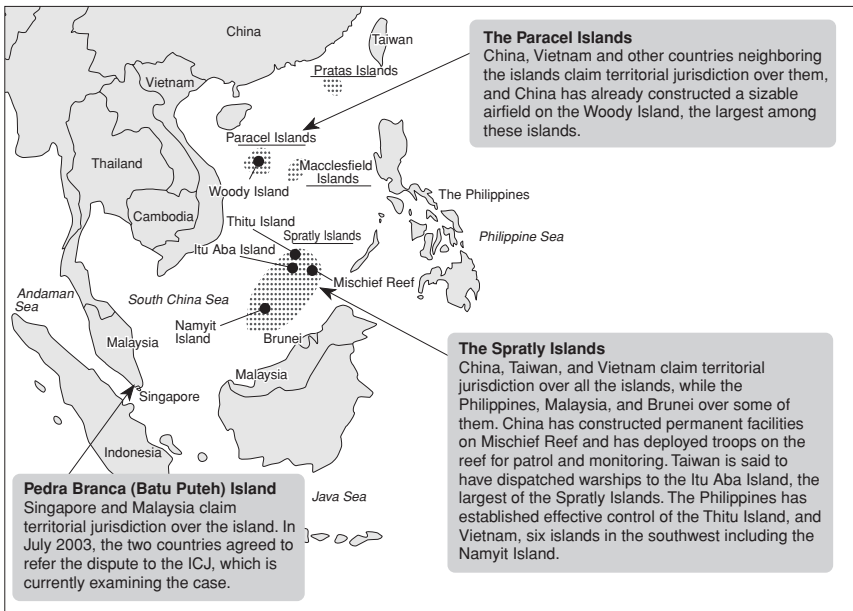 China
Taiwan
Pratas Islands
Vietnam
Paracel Islands
Thailand
Macclesfield
Islands
Woody Island
The Philippines
Cambodia
Thitu Island
Spratly Islands
Philippine Sea
Itu Aba Island
Mischief Reef
Andaman
Sea
South China Sea
Namyit
Island
Malaysia
Brunei
Malaysia
Singapore
Indonesia
Java Sea
The Paracel Islands
China, Vietnam and other countries neighboring
the islands claim territorial jurisdiction over them,
and China has already constructed a sizable
airfield on the Woody Island, the largest among
these islands.
The Spratly Islands
China, Taiwan, and Vietnam claim territorial
jurisdiction over all the islands, while the
Philippines, Malaysia, and Brunei over some of
them. China has constructed permanent facilities
on Mischief Reef and has deployed troops on the
reef for patrol and monitoring. Taiwan is said to
have dispatched warships to the Itu Aba Island, the
largest of the Spratly Islands. The Philippines has
established effective control of the Thitu Island, and
Vietnam, six islands in the southwest including the
Namyit Island.
Pedra Branca (Batu Puteh) Island
Singapore and Malaysia claim
territorial jurisdiction over the island. In
July 2003, the two countries agreed to
refer the dispute to the ICJ, which is
currently examining the case.